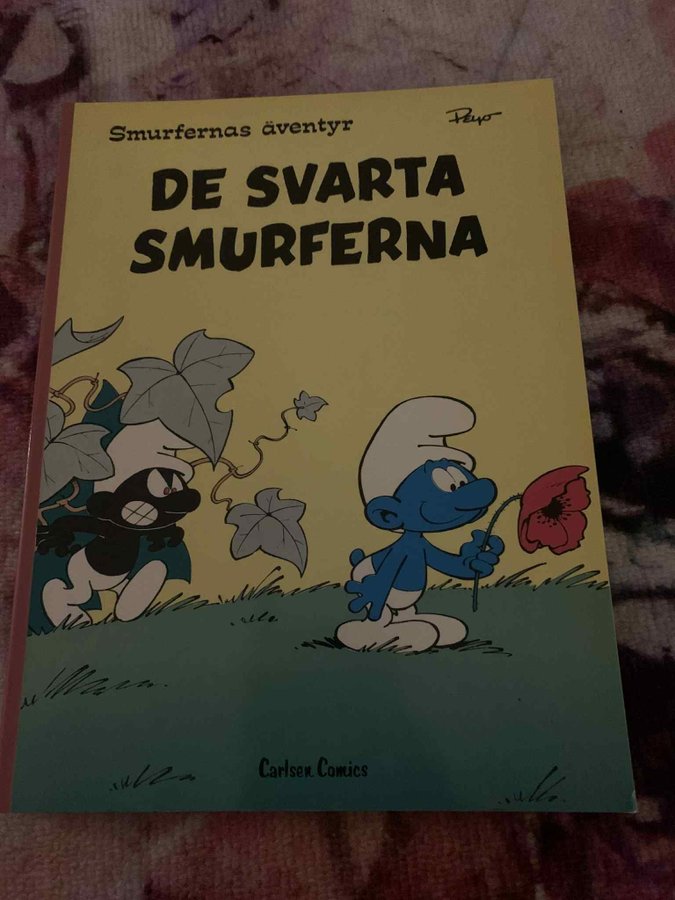 Smurfernas äventyr
Peyo
DE SVARTA
SMURFERNA
Carlsen Comics